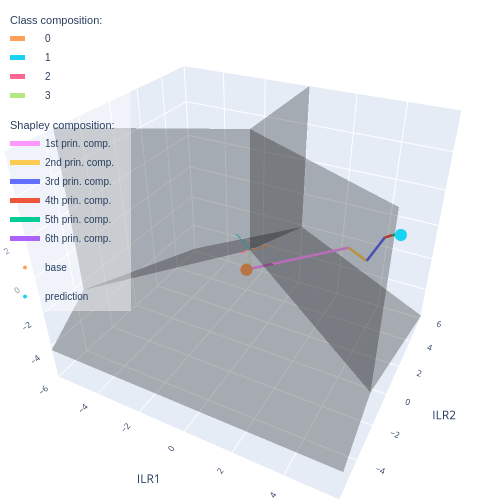 Class composition:
0
1
2
3
Shapley composition:
1st prin. comp.
2nd prin. comp.
3rd prin. comp.
4th prin. comp.
5th prin. comp.
6th prin. comp.
base
prediction
2
0
−2
−4
−6
−4
−2
0
2
4
ILR1
6
4
2
0
−2
−4
ILR2